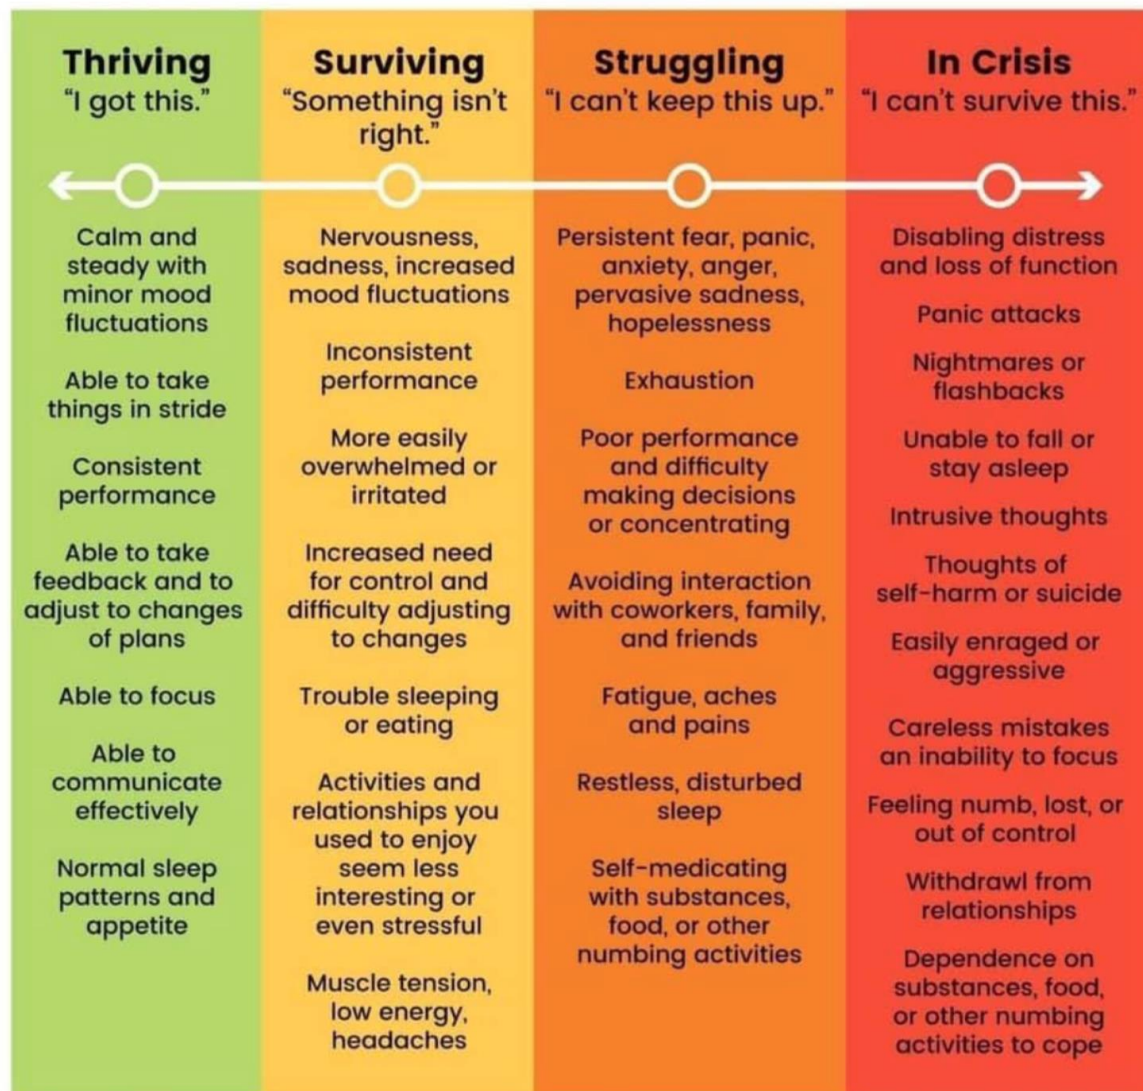 Thriving
"I got this."
Calm and
steady with
minor mood
fluctuations
Able to take
things in stride
Consistent
performance
Able to take
feedback and to
adjust to changes
of plans
Able to focus
Able to
communicate
effectively
Normal sleep
patterns and
appetite
Surviving
"Something isn't
right."
Nervousness,
sadness, increased
mood fluctuations
Inconsistent
performance
More easily
overwhelmed or
irritated
Increased need
for control and
difficulty adjusting
to changes
Trouble sleeping
or eating
Activities and
relationships you
used to enjoy
seem less
interesting or
even stressful
Muscle tension,
low energy,
headaches
Struggling
"I can't keep this up."
Persistent fear, panic,
anxiety, anger,
pervasive sadness,
hopelessness
Exhaustion
Poor performance
and difficulty
making decisions
or concentrating
Avoiding interaction
with coworkers, family,
and friends
Fatigue, aches
and pains
Restless, disturbed
sleep
Self-medicating
with substances,
food, or other
numbing activities
In Crisis
"I can't survive this."
Disabling distress
and loss of function
Panic attacks
Nightmares or
flashbacks
Unable to fall or
stay asleep
Intrusive thoughts
Thoughts of
self-harm or suicide
Easily enraged or
aggressive
Careless mistakes
an inability to focus
Feeling numb, lost, or
out of control
Withdrawl from
relationships
Dependence on
substances, food,
or other numbing
activities to cope